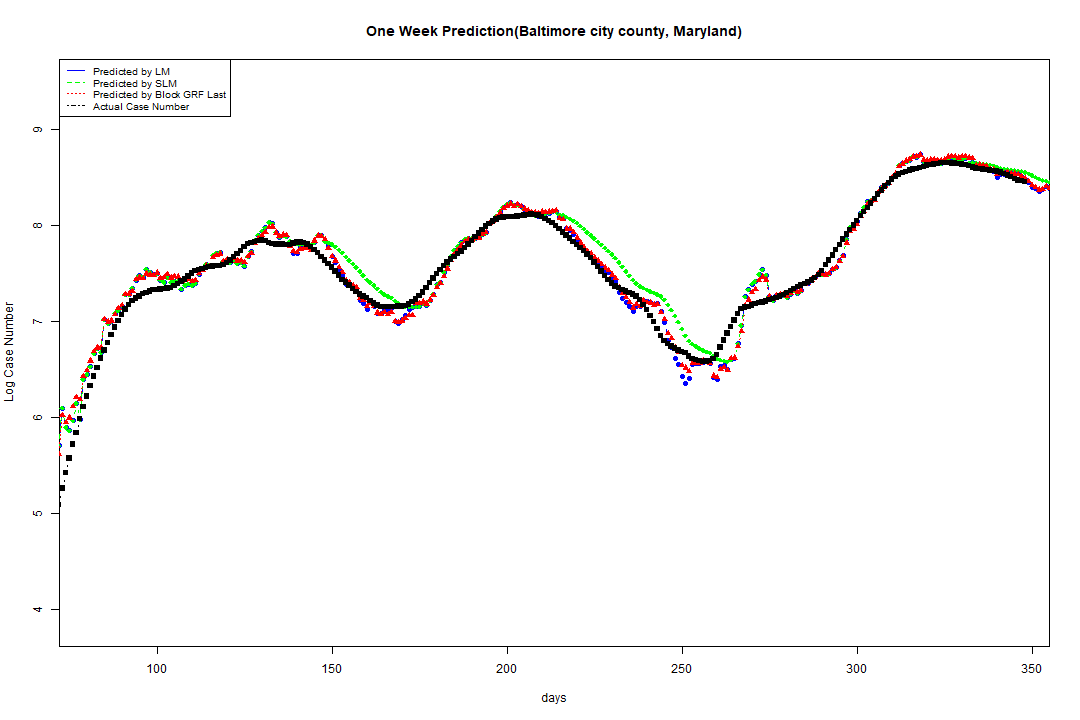 One Week Prediction(Baltimore city county, Maryland)
Predicted by LM
Predicted by SLM
Predicted by Block GRF Last
Actual Case Number
9
8
7
6
5
4
Log Case Number
100 150 200 250 300 350
days